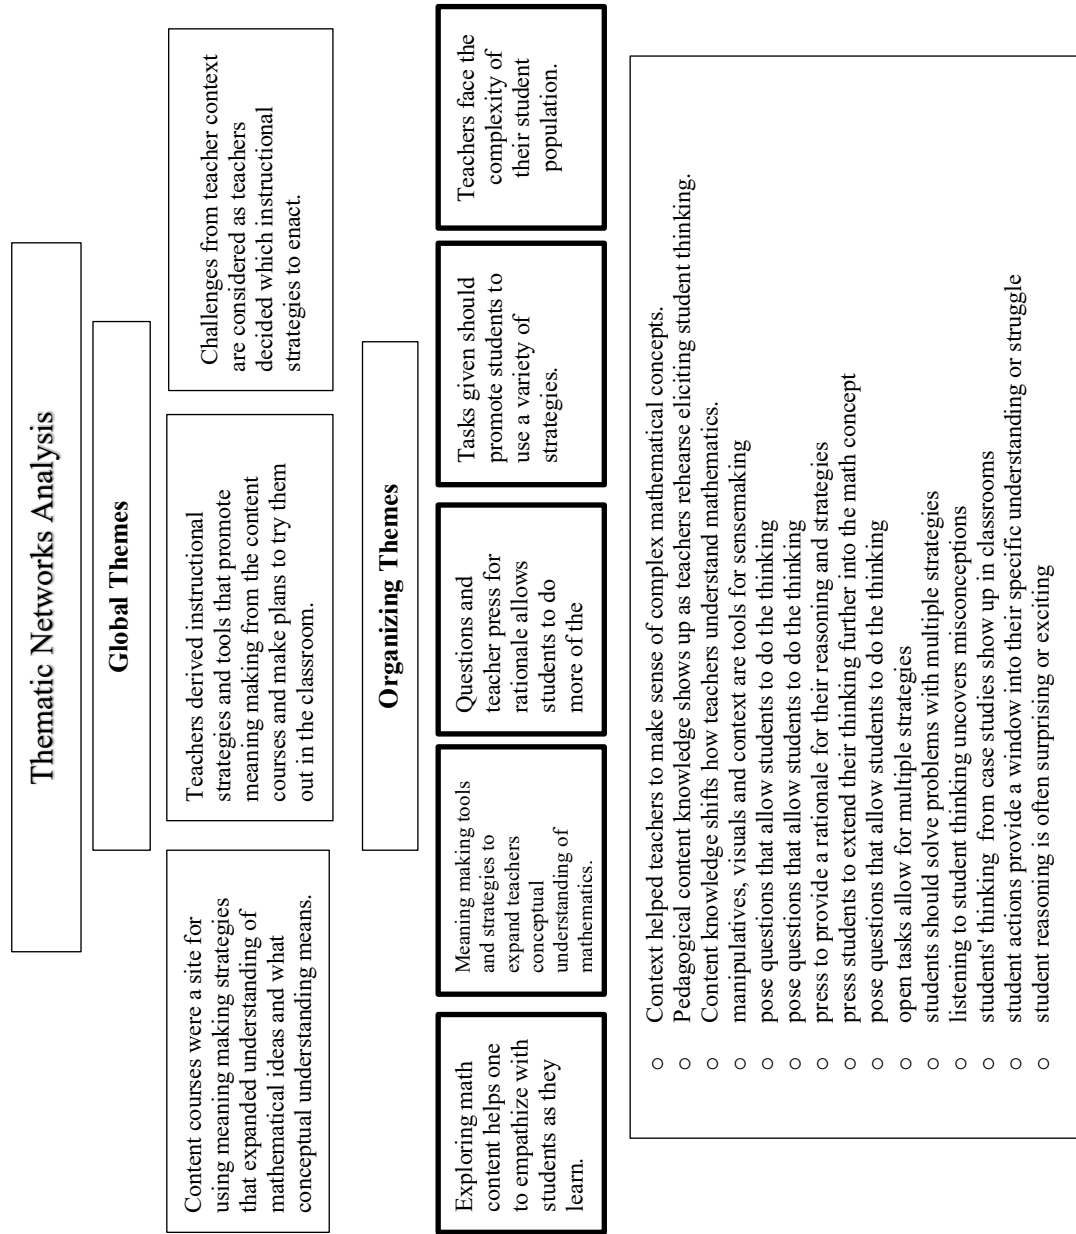 Thematic Networks Analysis
Global Themes
Content courses were a site for
using meaning making strategies
that expanded understanding of
mathematical ideas and what
conceptual understanding means.
Teachers derived instructional
strategies and tools that promote
meaning making from the content
courses and make plans to try them
out in the classroom.
Challenges from teacher context
are considered as teachers
decided which instructional
strategies to enact.
Organizing Themes
Exploring math
content helps one
to empathize with
students as they
learn.
Meaning making tools
and strategies to
expand teachers
conceptual
understanding of
mathematics.
Questions and
teacher press for
rationale allows
students to do
more of the
Tasks given should
promote students to
use a variety of
strategies.
Teachers face the
complexity of
their student
population.
○ Context helped teachers to make sense of complex mathematical concepts.
○ Pedagogical content knowledge shows up as teachers rehearse eliciting student thinking.
○ Content knowledge shifts how teachers understand mathematics.
○ manipulatives, visuals and context are tools for sensemaking
○ pose questions that allow students to do the thinking
○ pose questions that allow students to do the thinking
○ press to provide a rationale for their reasoning and strategies
○ press students to extend their thinking further into the math concept
○ pose questions that allow students to do the thinking
○ open tasks allow for multiple strategies
○ students should solve problems with multiple strategies
○ listening to student thinking uncovers misconceptions
○ students' thinking from case studies show up in classrooms
○ student actions provide a window into their specific understanding or struggle
○ student reasoning is often surprising or exciting